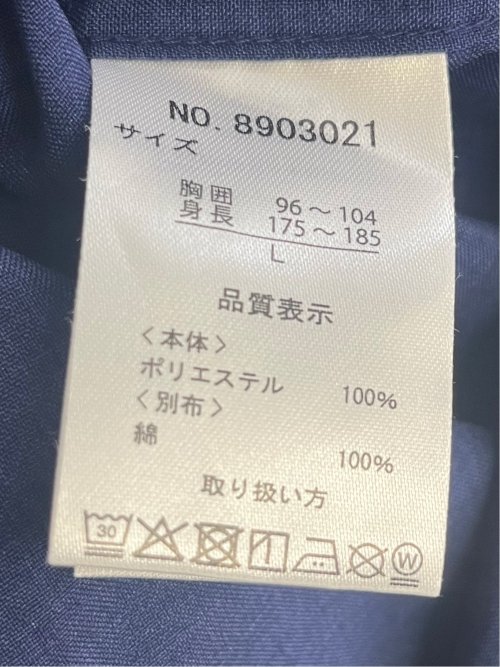 NO. 8903021
サイズ
胸囲 96～104
身長 175～185
L
品質表示
〈本体〉
ポリエステル 100%
〈別布〉
綿 100%
取り扱い方
30 W